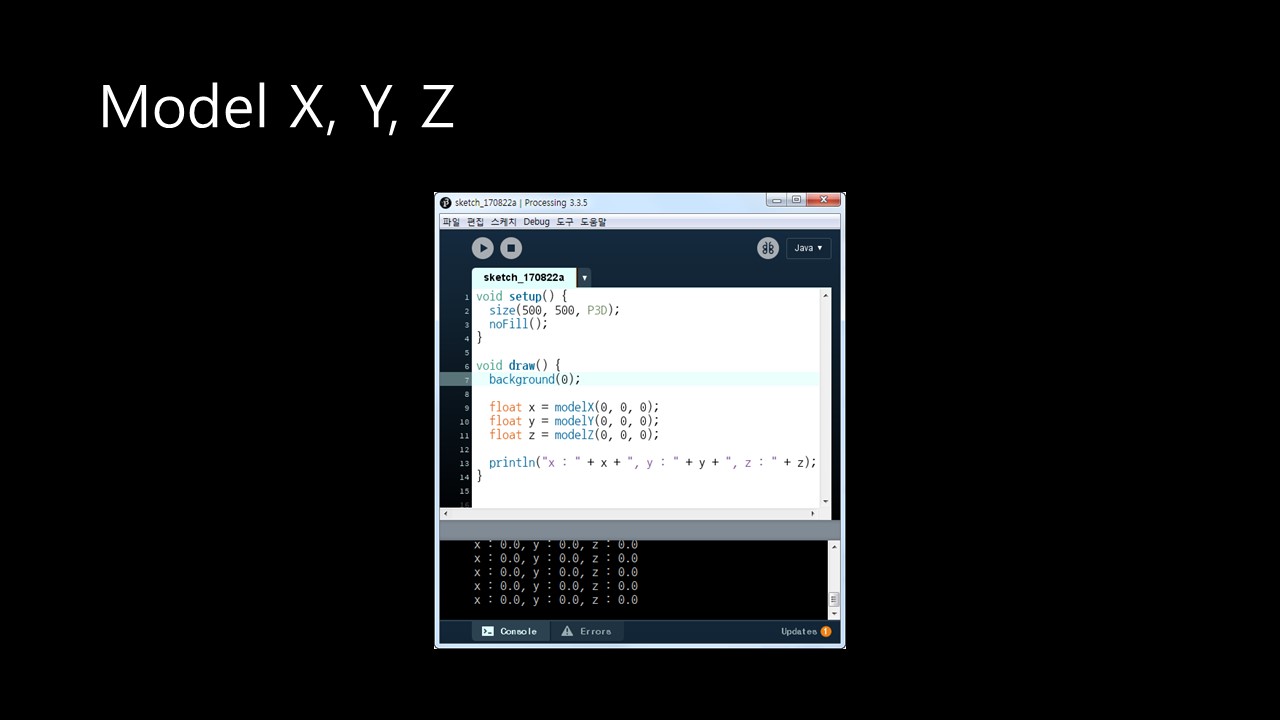 Model X, Y, Z
sketch_170822a | Processing 3.3.5
파일 편집 스케치 Debug 도구 도움말
Java ▼
sketch_170822a ▼
1 void setup() {
2 size(500, 500, P3D);
3 noFill();
4 }
5
6 void draw() {
7 background(0);
8
9 float x = modelX(0, 0, 0);
10 float y = modelY(0, 0, 0);
11 float z = modelZ(0, 0, 0);
12
13 println("x : " + x + ", y : " + y + ", z : " + z);
14 }
15
x : 0.0, y : 0.0, z : 0.0
x : 0.0, y : 0.0, z : 0.0
x : 0.0, y : 0.0, z : 0.0
x : 0.0, y : 0.0, z : 0.0
x : 0.0, y : 0.0, z : 0.0
Console Errors Updates 1